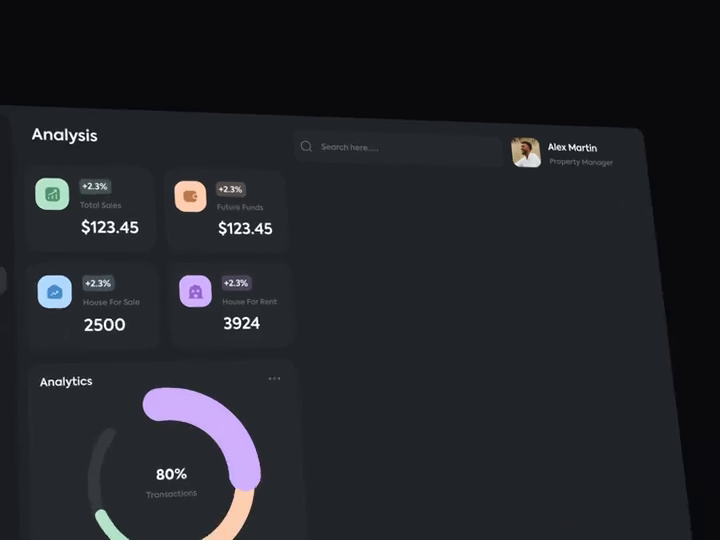 Analysis
Search here.....
Alex Martin
Property Manager
+2.3%
Total Sales
$123.45
+2.3%
Future Funds
$123.45
+2.3%
House For Sale
2500
+2.3%
House For Rent
3924
Analytics
80%
Transactions